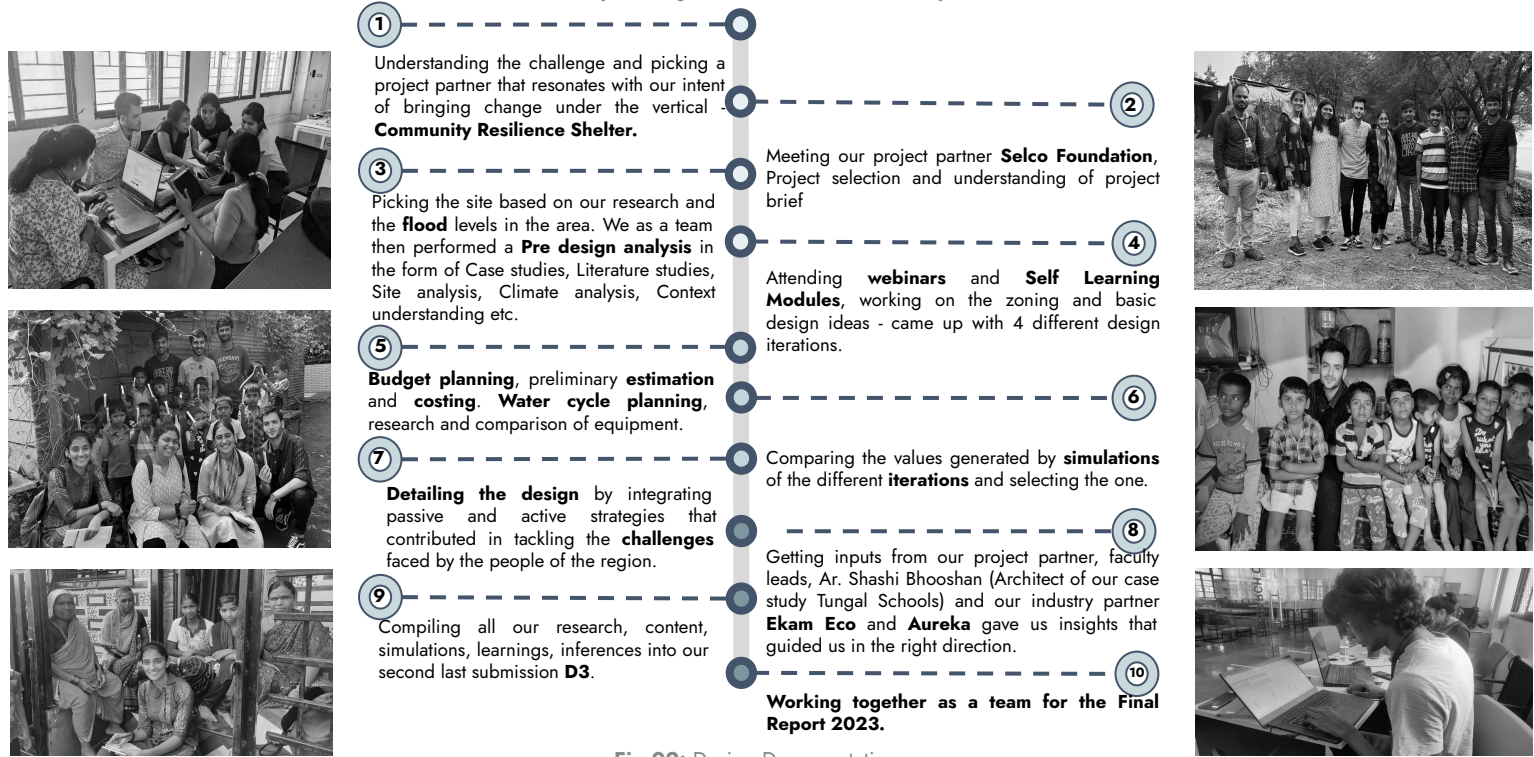 1
Understanding the challenge and picking a
project partner that resonates with our intent
of bringing change under the vertical -
Community Resilience Shelter.
2
Meeting our project partner Selco Foundation,
Project selection and understanding of project
brief
3
Picking the site based on our research and
the flood levels in the area. We as a team
then performed a Pre design analysis in
the form of Case studies, Literature studies,
Site analysis, Climate analysis, Context
understanding etc.
4
Attending webinars and Self Learning
Modules, working on the zoning and basic
design ideas - came up with 4 different design
iterations.
5
Budget planning, preliminary estimation
and costing. Water cycle planning,
research and comparison of equipment.
6
Comparing the values generated by simulations
of the different iterations and selecting the one.
7
Detailing the design by integrating
passive and active strategies that
contributed in tackling the challenges
faced by the people of the region.
8
Getting inputs from our project partner, faculty
leads, Ar. Shashi Bhooshan (Architect of our case
study Tungal Schools) and our industry partner
Ekam Eco and Aureka gave us insights that
guided us in the right direction.
9
Compiling all our research, content,
simulations, learnings, inferences into our
second last submission D3.
10
Working together as a team for the Final
Report 2023.